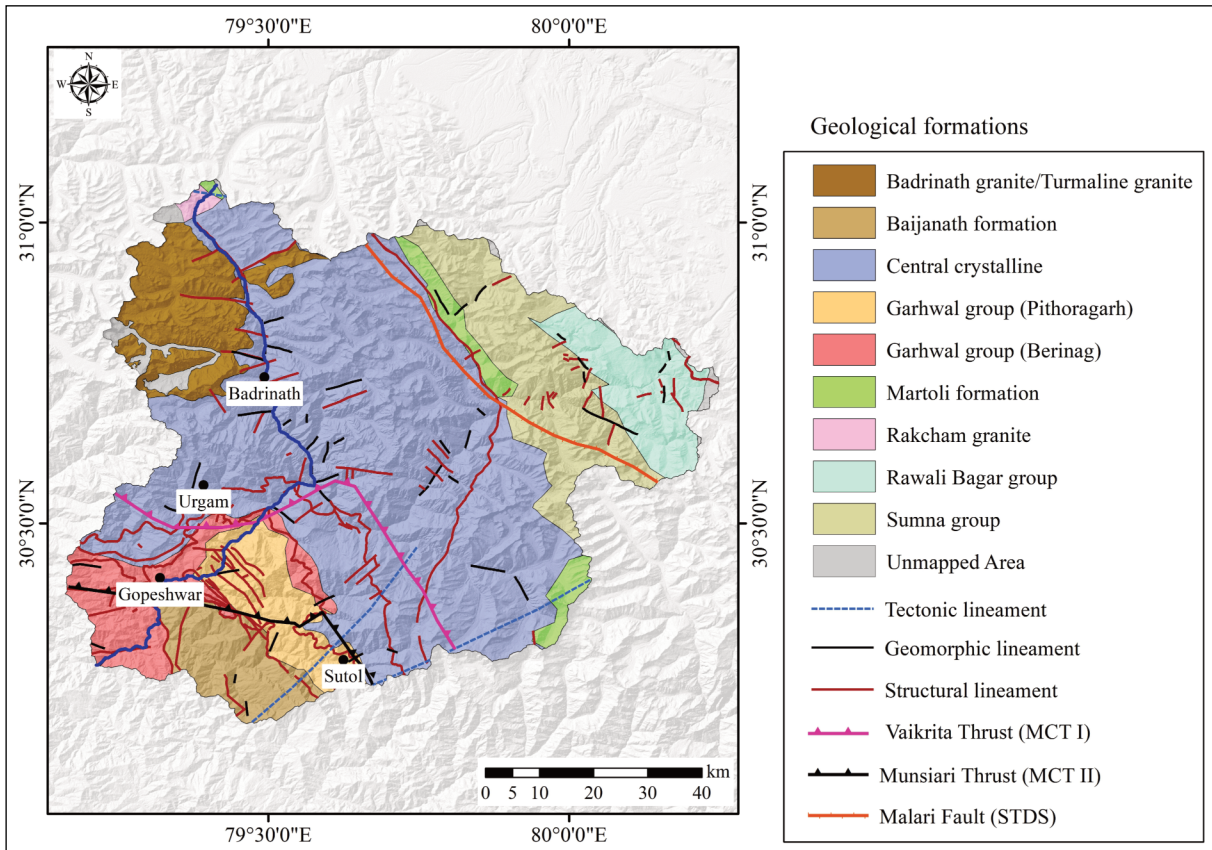 79°30'0"E
80°0'0"E
N
W
E
S
31°0'0"N
31°0'0"N
Badrinath
Urgam
30°30'0"N
30°30'0"N
Gopeshwar
Sutol
km
0 5 10 20 30 40
79°30'0"E
80°0'0"E
Geological formations
Badrinath granite/Turmaline granite
Baijanath formation
Central crystalline
Garhwal group (Pithoragarh)
Garhwal group (Berinag)
Martoli formation
Rakcham granite
Rawali Bagar group
Sumna group
Unmapped Area
Tectonic lineament
Geomorphic lineament
Structural lineament
Vaikrita Thrust (MCT I)
Munsiari Thrust (MCT II)
Malari Fault (STDS)